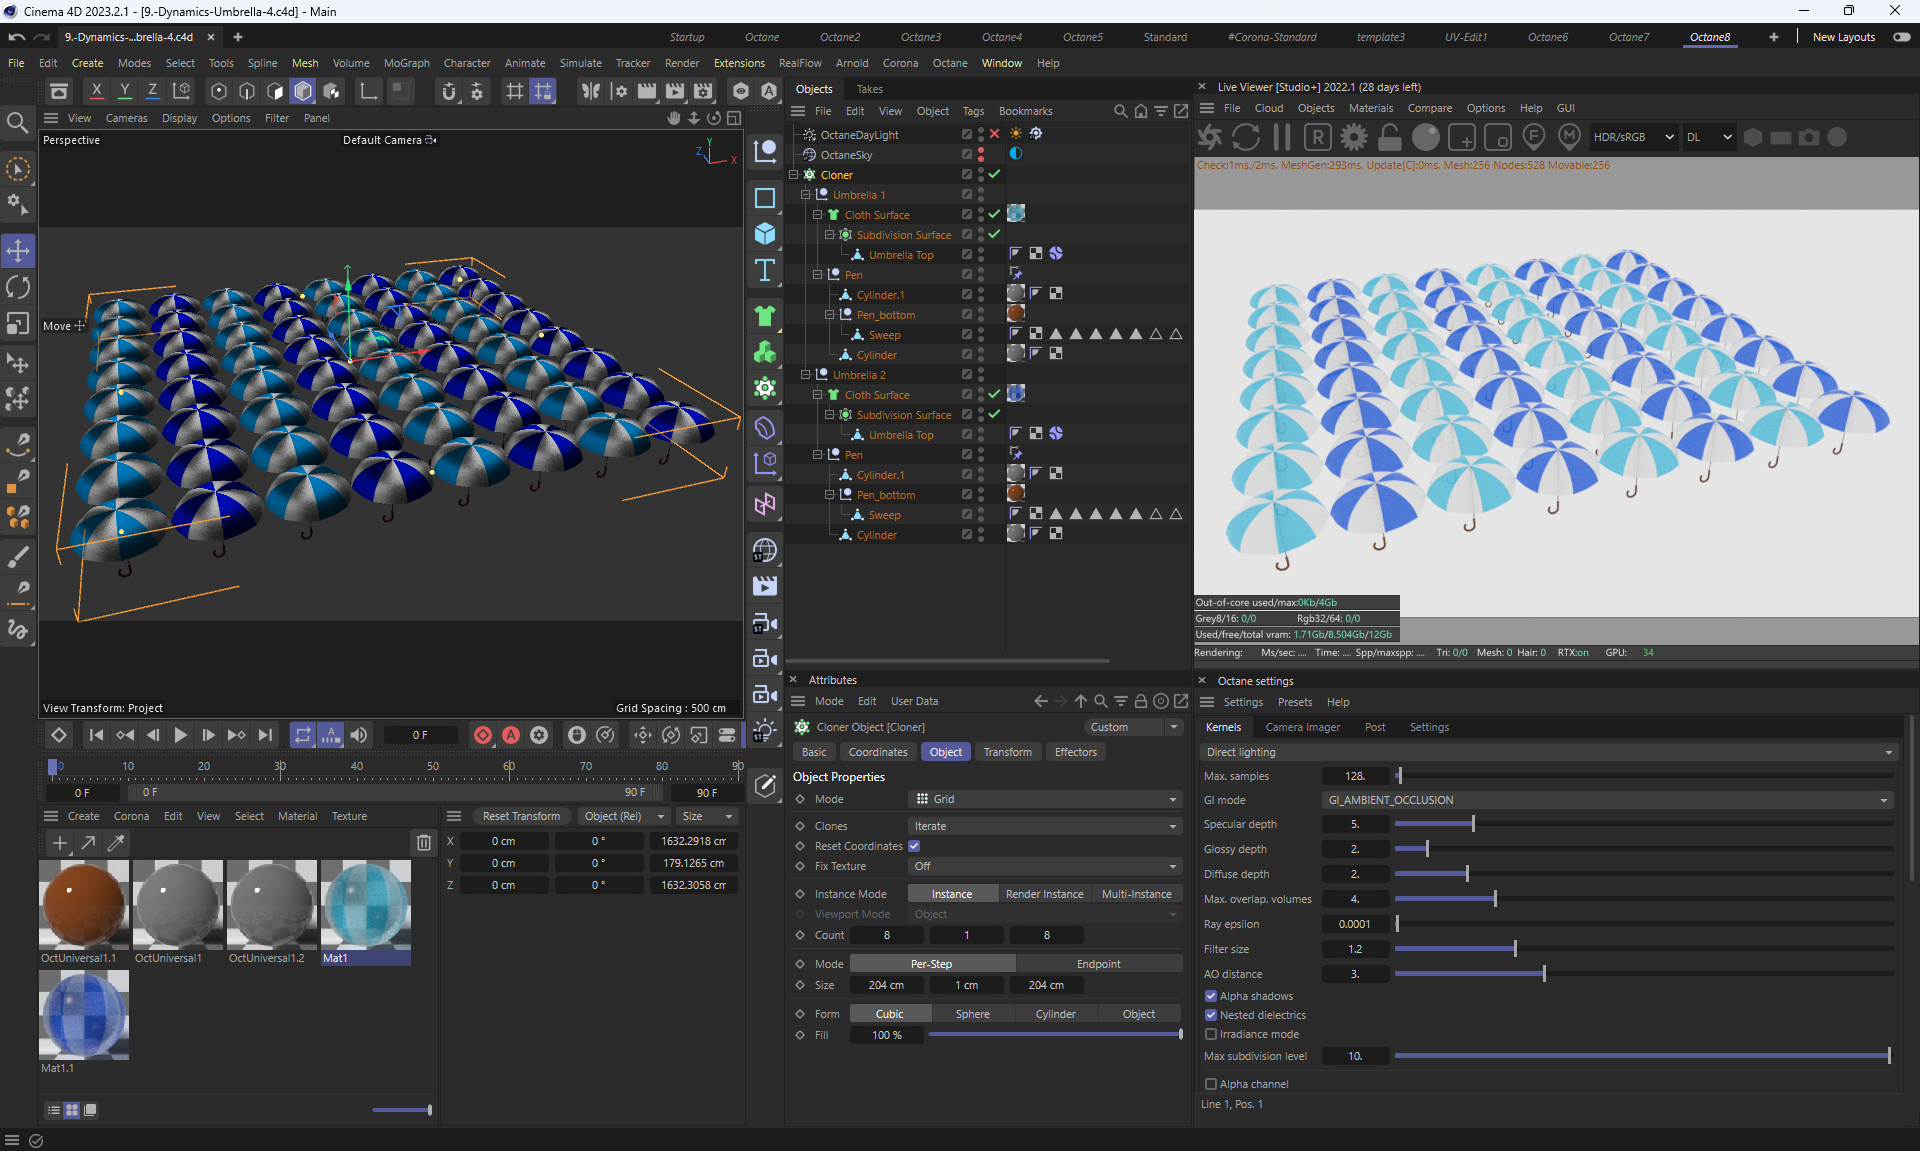 Cinema 4D 2023.2.1 - [9.-Dynamics-Umbrella-4.c4d] - Main
9.-Dynamics-...brella-4.c4d
Startup Octane Octane2 Octane3 Octane4 Octane5 Standard #Corona-Standard template3 UV-Edit1 Octane6 Octane7 Octane8 New Layouts
File Edit Create Modes Select Tools Spline Mesh Volume MoGraph Character Animate Simulate Tracker Render Extensions RealFlow Arnold Corona Octane Window Help
X Y Z
View Cameras Display Options Filter Panel
Perspective
Default Camera
Y
Z
X
Move
View Transform: Project
Grid Spacing : 500 cm
0 F
0 10 20 30 40 50 60 70 80 90
0 F
0 F
90 F
90 F
Create Corona Edit View Select Material Texture
OctUniversal1.1
OctUniversal1
OctUniversal1.2
Mat1
Mat1.1
Reset Transform Object (Rel) Size
X 0 cm 0 ° 1632.2918 cm
Y 0 cm 0 ° 179.1265 cm
Z 0 cm 0 ° 1632.3058 cm
Objects Takes
File Edit View Object Tags Bookmarks
OctaneDayLight
OctaneSky
Cloner
Umbrella 1
Cloth Surface
Subdivision Surface
Umbrella Top
Pen
Cylinder.1
Pen_bottom
Sweep
Cylinder
Umbrella 2
Cloth Surface
Subdivision Surface
Umbrella Top
Pen
Cylinder.1
Pen_bottom
Sweep
Cylinder
Attributes
Mode Edit User Data
Cloner Object [Cloner]
Custom
Basic Coordinates Object Transform Effectors
Object Properties
Mode Grid
Clones Iterate
Reset Coordinates
Fix Texture Off
Instance Mode Instance Render Instance Multi-Instance
Viewport Mode Object
Count 8 1 8
Mode Per-Step Endpoint
Size 204 cm 1 cm 204 cm
Form Cubic Sphere Cylinder Object
Fill 100 %
Live Viewer [Studio+] 2022.1 (28 days left)
File Cloud Objects Materials Compare Options Help GUI
HDR/sRGB DL
Check:1ms./2ms. MeshGen:293ms. Update[C]:0ms. Mesh:256 Nodes:528 Movable:256
Out-of-core used/max:0Kb/4Gb
Grey8/16: 0/0 Rgb32/64: 0/0
Used/free/total vram: 1.71Gb/8.504Gb/12Gb
Rendering: Ms/sec: ... Time: ... Spp/maxspp: ... Tri: 0/0 Mesh: 0 Hair: 0 RTX:on GPU: 34
Octane settings
Settings Presets Help
Kernels Camera Imager Post Settings
Direct lighting
Max. samples 128.
GI mode GI_AMBIENT_OCCLUSION
Specular depth 5.
Glossy depth 2.
Diffuse depth 2.
Max. overlap. volumes 4.
Ray epsilon 0.0001
Filter size 1.2
AO distance 3.
Alpha shadows
Nested dielectrics
Irradiance mode
Max subdivision level 10.
Alpha channel
Line 1, Pos. 1